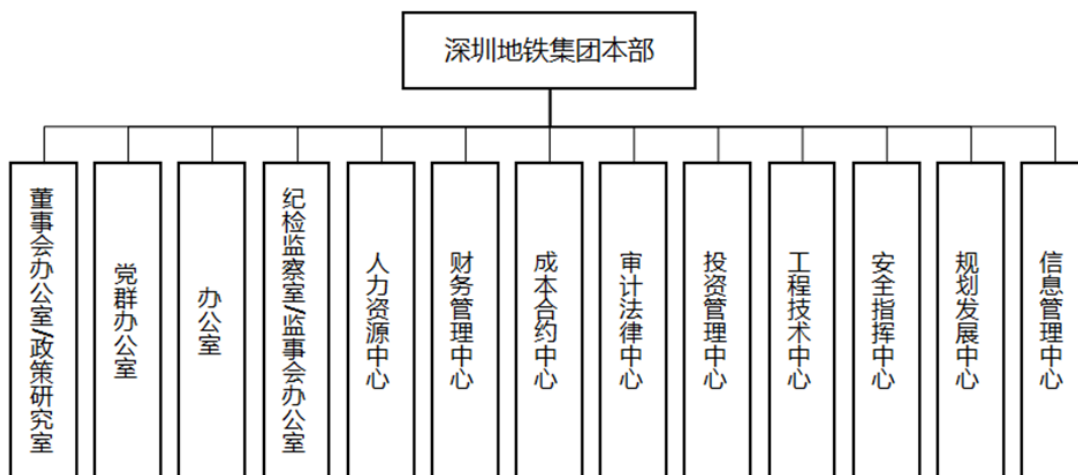 深圳地铁集团本部
董事会办公室/政策研究室
党群办公室
办公室
纪检监察室/监事会办公室
人力资源中心
财务管理中心
成本合约中心
审计法律中心
投资管理中心
工程技术中心
安全指挥中心
规划发展中心
信息管理中心